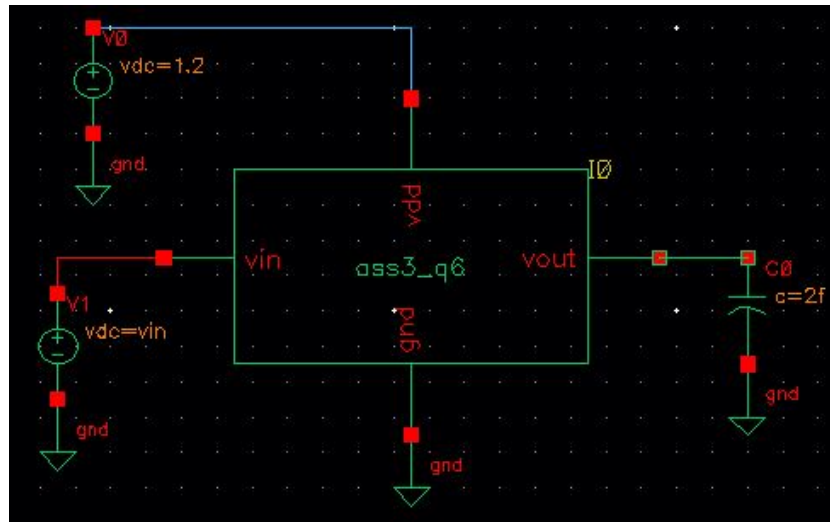 V0
vdc=1.2
gnd
I0
vdd
vin
ass3_q6
vout
C0
c=2f
V1
vdc=vin
gnd
gnd
gnd
gnd